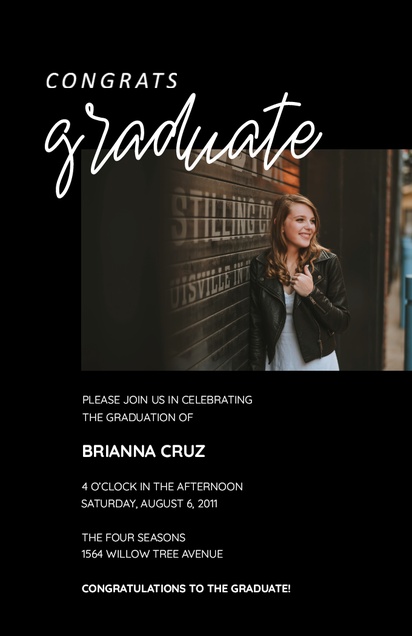 CONGRATS
graduate
STILLING CO
UISVILLE IN
PLEASE JOIN US IN CELEBRATING
THE GRADUATION OF
BRIANNA CRUZ
4 O'CLOCK IN THE AFTERNOON
SATURDAY, AUGUST 6, 2011
THE FOUR SEASONS
1564 WILLOW TREE AVENUE
CONGRATULATIONS TO THE GRADUATE!